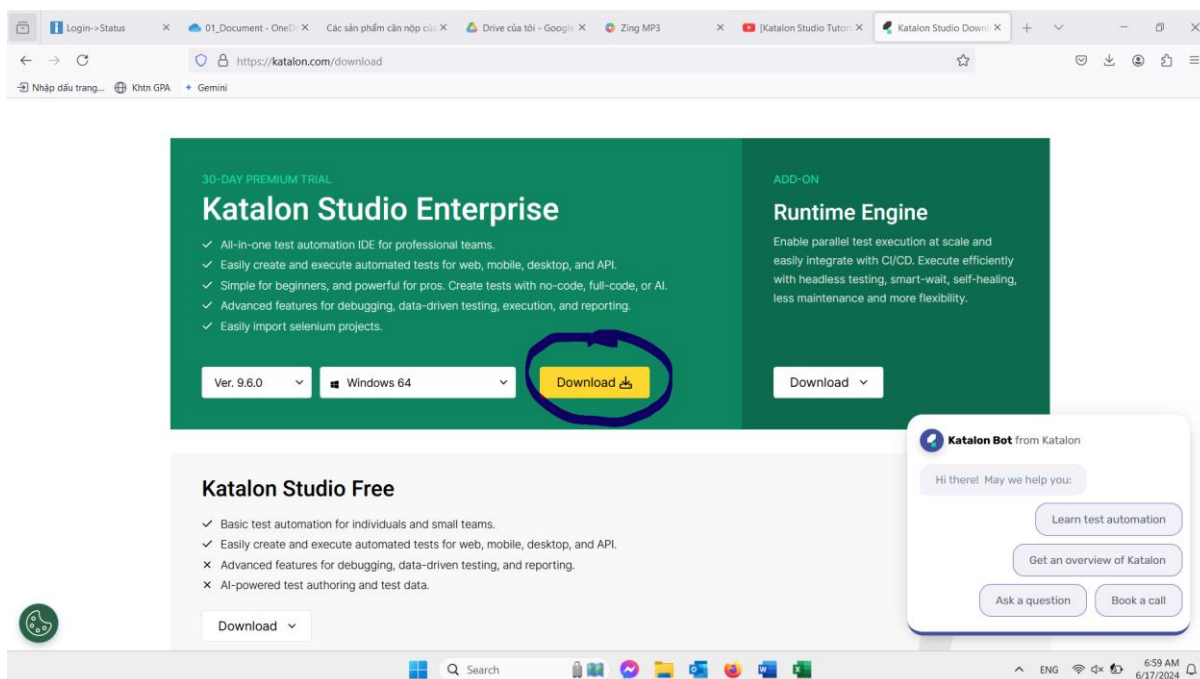 Login->Status
01_Document - OneD
Các sản phẩm cần nộp củ
Drive của tôi - Google
Zing MP3
[Katalon Studio Tutor
Katalon Studio Down
https://katalon.com/download
Nhập dấu trang...
Khtn GPA
Gemini
30-DAY PREMIUM TRIAL
Katalon Studio Enterprise
All-in-one test automation IDE for professional teams.
Easily create and execute automated tests for web, mobile, desktop, and API.
Simple for beginners, and powerful for pros. Create tests with no-code, full-code, or AI.
Advanced features for debugging, data-driven testing, execution, and reporting.
Easily import selenium projects.
Ver. 9.6.0
Windows 64
Download
ADD-ON
Runtime Engine
Enable parallel test execution at scale and
easily integrate with CI/CD. Execute efficiently
with headless testing, smart-wait, self-healing,
less maintenance and more flexibility.
Download
Katalon Studio Free
Basic test automation for individuals and small teams.
Easily create and execute automated tests for web, mobile, desktop, and API.
Advanced features for debugging, data-driven testing, and reporting.
AI-powered test authoring and test data.
Download
Katalon Bot from Katalon
Hi there! May we help you:
Learn test automation
Get an overview of Katalon
Ask a question
Book a call
Search
ENG
6:59 AM
6/17/2024